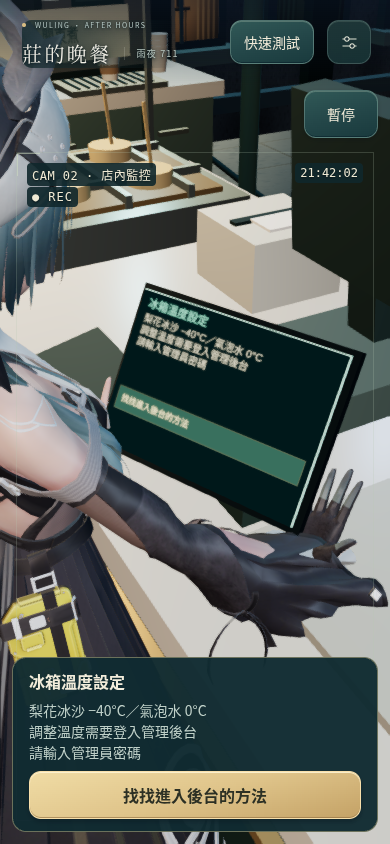 WULING · AFTER HOURS
莊的晚餐
雨夜 711
快速測試
暫停
CAM 02 · 店內監控
● REC
21:42:02
冰箱溫度設定
梨花冰沙 −40°C／氣泡水 0°C
調整溫度需要登入管理後台
請輸入管理員密碼
找找進入後台的方法
冰箱溫度設定
梨花冰沙 −40°C／氣泡水 0°C
調整溫度需要登入管理後台
請輸入管理員密碼
找找進入後台的方法